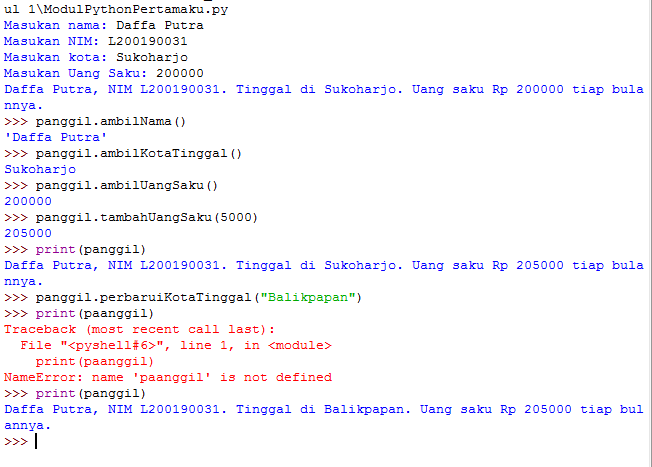 ul 1\ModulPythonPertamaku.py
Masukan nama: Daffa Putra
Masukan NIM: L200190031
Masukan kota: Sukoharjo
Masukan Uang Saku: 200000
Daffa Putra, NIM L200190031. Tinggal di Sukoharjo. Uang saku Rp 200000 tiap bula
nnya.
>>> panggil.ambilNama()
'Daffa Putra'
>>> panggil.ambilKotaTinggal()
Sukoharjo
>>> panggil.ambilUangSaku()
200000
>>> panggil.tambahUangSaku(5000)
205000
>>> print(panggil)
Daffa Putra, NIM L200190031. Tinggal di Sukoharjo. Uang saku Rp 205000 tiap bula
nnya.
>>> panggil.perbaruiKotaTinggal("Balikpapan")
>>> print(paanggil)
Traceback (most recent call last):
  File "<pyshell#6>", line 1, in <module>
    print(paanggil)
NameError: name 'paanggil' is not defined
>>> print(panggil)
Daffa Putra, NIM L200190031. Tinggal di Balikpapan. Uang saku Rp 205000 tiap bul
annya.
>>>